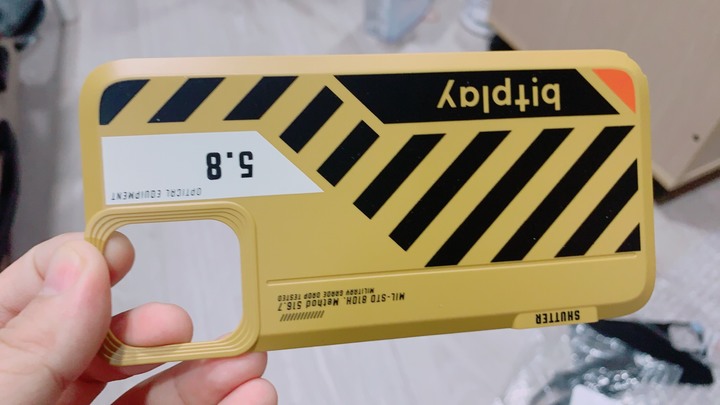 bitplay
5.8
OPTICAL EQUIPMENT
MIL-STD 810H, Method 516.7
MILITARY GRADE DROP TESTED
SHUTTER